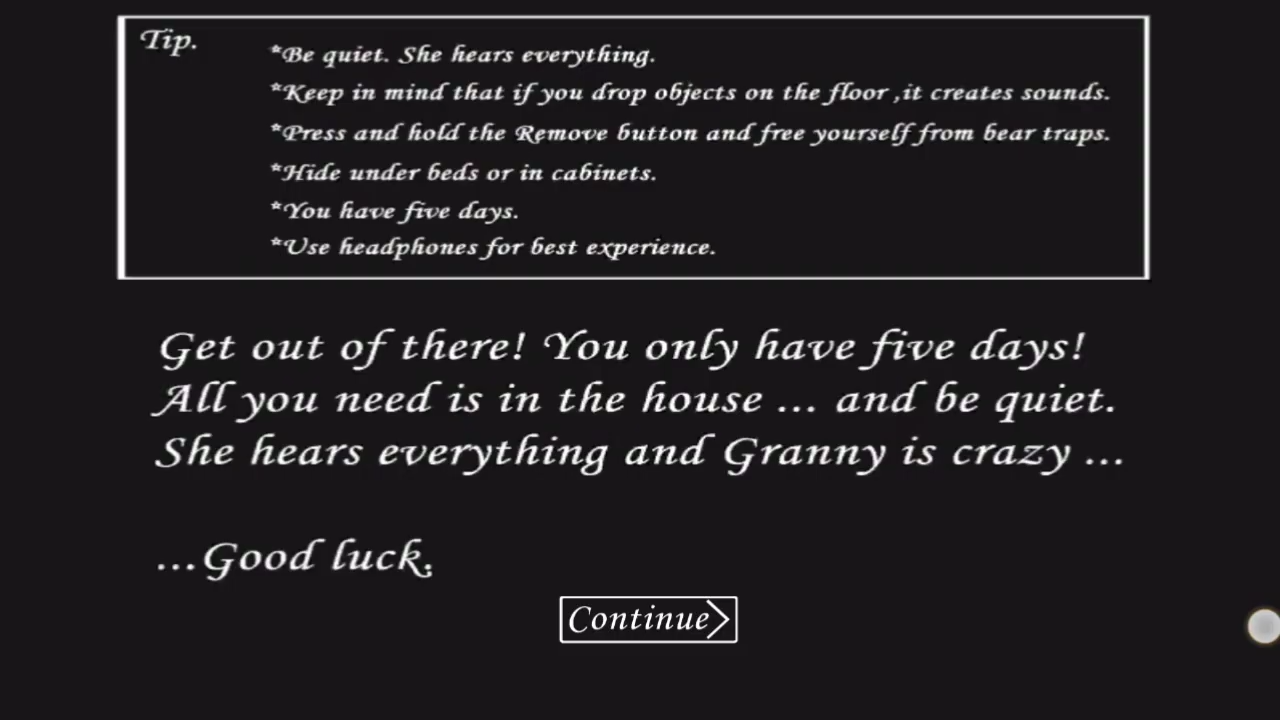 Tip.
*Be quiet. She hears everything.
*Keep in mind that if you drop objects on the floor ,it creates sounds.
*Press and hold the Remove button and free yourself from bear traps.
*Hide under beds or in cabinets.
*You have five days.
*Use headphones for best experience.
Get out of there! You only have five days!
All you need is in the house ... and be quiet.
She hears everything and Granny is crazy ...
...Good luck.
Continue